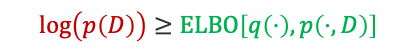 log(p(D)) ≥ ELBO[q(·), p(·, D)]